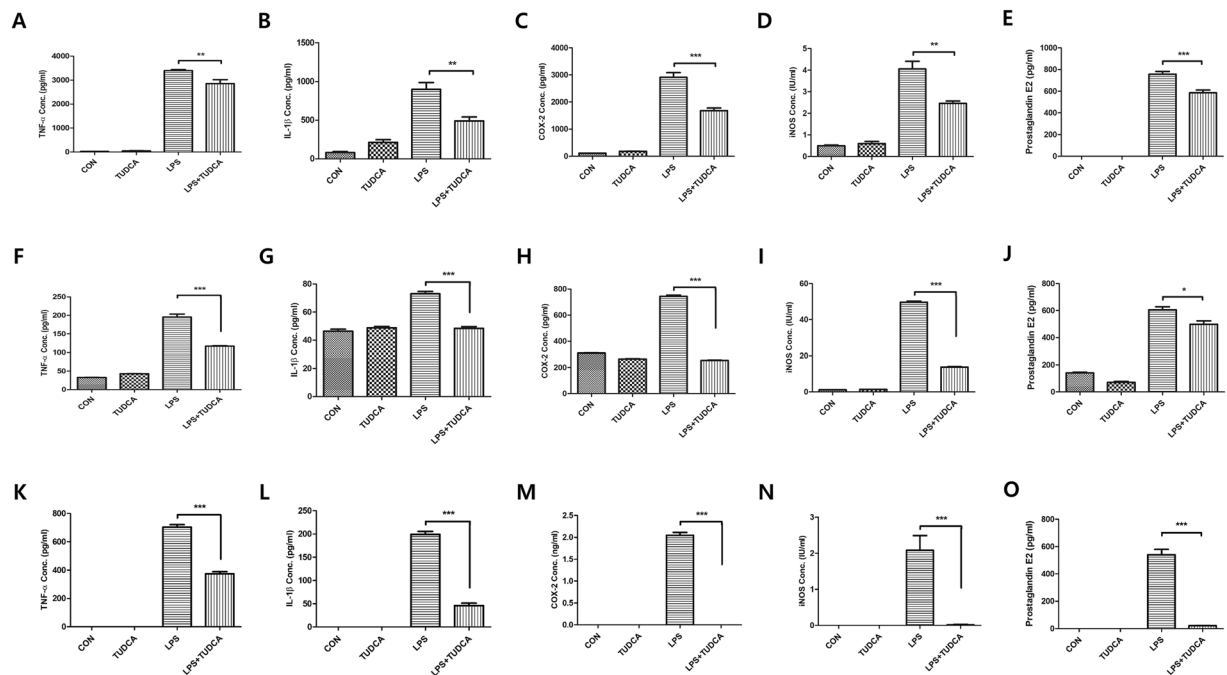 A
TNF-α Conc. (pg/ml)
4000
3000
2000
1000
0
**
CON
TUDCA
LPS
LPS+TUDCA
B
IL-1β Conc. (pg/ml)
1500
1000
500
0
**
CON
TUDCA
LPS
LPS+TUDCA
C
COX-2 Conc. (pg/ml)
4000
3000
2000
1000
0
***
CON
TUDCA
LPS
LPS+TUDCA
D
iNOS Conc. (IU/ml)
5
4
3
2
1
0
**
CON
TUDCA
LPS
LPS+TUDCA
E
Prostaglandin E2 (pg/ml)
1000
800
600
400
200
0
***
CON
TUDCA
LPS
LPS+TUDCA
F
TNF-α Conc. (pg/ml)
250
200
150
100
50
0
***
CON
TUDCA
LPS
LPS+TUDCA
G
IL-1β Conc. (pg/ml)
80
60
40
20
0
***
CON
TUDCA
LPS
LPS+TUDCA
H
COX-2 Conc. (pg/ml)
800
600
400
200
0
***
CON
TUDCA
LPS
LPS+TUDCA
I
iNOS Conc. (IU/ml)
60
40
20
0
***
CON
TUDCA
LPS
LPS+TUDCA
J
Prostaglandin E2 (pg/ml)
800
600
400
200
0
*
CON
TUDCA
LPS
LPS+TUDCA
K
TNF-α Conc. (pg/ml)
800
600
400
200
0
***
CON
TUDCA
LPS
LPS+TUDCA
L
IL-1β Conc. (pg/ml)
250
200
150
100
50
0
***
CON
TUDCA
LPS
LPS+TUDCA
M
COX-2 Conc. (ng/ml)
2.5
2.0
1.5
1.0
0.5
0.0
***
CON
TUDCA
LPS
LPS+TUDCA
N
iNOS Conc. (IU/ml)
3
2
1
0
***
CON
TUDCA
LPS
LPS+TUDCA
O
Prostaglandin E2 (pg/ml)
800
600
400
200
0
***
CON
TUDCA
LPS
LPS+TUDCA